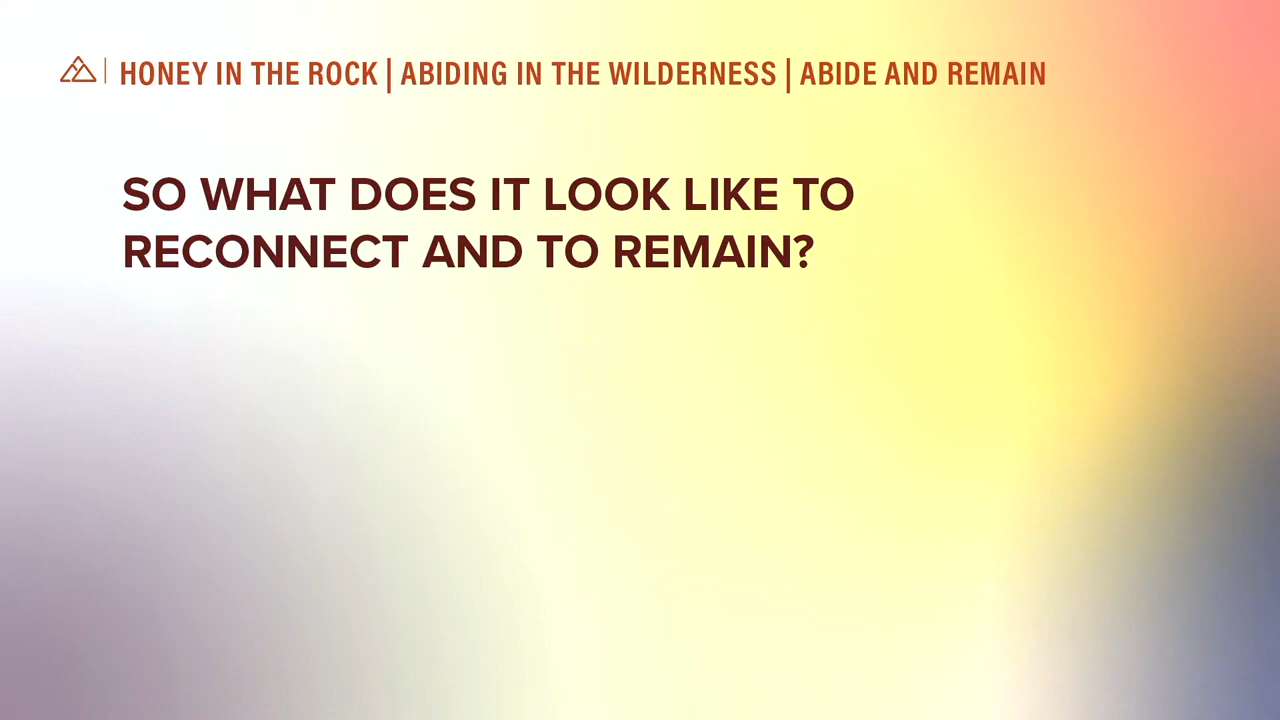 HONEY IN THE ROCK | ABIDING IN THE WILDERNESS | ABIDE AND REMAIN
SO WHAT DOES IT LOOK LIKE TO
RECONNECT AND TO REMAIN?